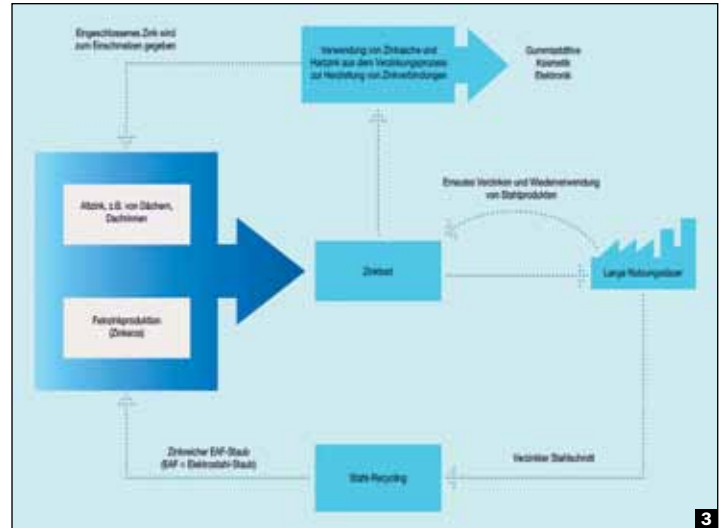 Eingeschlossenes Zink wird
zum Einschmelzen gegeben
Verwendung von Zinkasche und
Hartzink aus dem Verzinkungsprozess
zur Herstellung von Zinkverbindungen
Gummiadditive
Kosmetik
Elektronik
Altzink, z.B. von Dächern,
Dachrinnen
Erneutes Verzinken und Wiederverwendung
von Stahlprodukten
Zinkbad
Lange Nutzungsdauer
Feinzinkproduktion
(Zinkerze)
Zinkreicher EAF-Staub
(EAF = Elektrostahl-Staub)
Stahl-Recycling
Verzinkter Stahlschrott
3